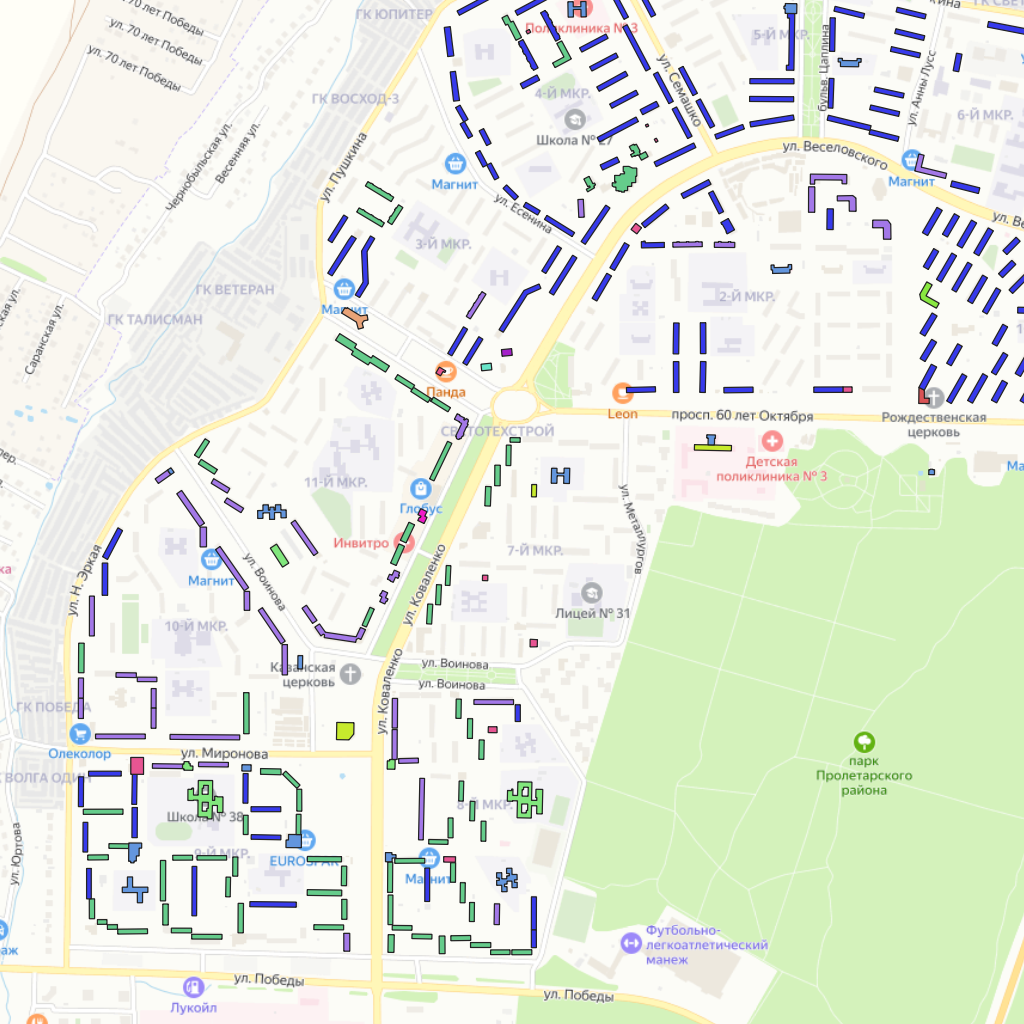 ул. 70 лет Победы
ул. 70 лет Победы
ул. 70 лет Победы
ГК ЮПИТЕР
Поликлиника № 3
5-Й МКР.
бульв. Цаплина
ул. Анны Лусс
ул. Семашко
4-Й МКР.
ГК ВОСХОД-3
6-Й МКР.
Школа № 27
Чернобыльская ул.
Весенняя ул.
ул. Пушкина
ул. Веселовского
Магнит
Магнит
ул. Есенина
3-Й МКР.
ГК ВЕТЕРАН
Магнит
2-Й МКР.
ГК ТАЛИСМАН
Саранская ул.
Панда
Leon
просп. 60 лет Октября
Рождественская
церковь
СВЕТОТЕХСТРОЙ
Детская
поликлиника № 3
11-Й МКР.
Глобус
ул. Металлургов
Инвитро
7-Й МКР.
ул. Н. Эркая
Магнит
ул. Воинова
ул. Коваленко
Лицей № 31
10-Й МКР.
Казанская
церковь
ул. Воинова
ул. Воинова
ул. Коваленко
ГК ПОБЕДА
Олеколор
ул. Миронова
парк
Пролетарского
района
ВОЛГА ОДИН
Школа № 38
8-Й МКР.
ул. Юртова
9-Й МКР.
EUROSPAR
Магнит
Футбольно-
легкоатлетический
манеж
ул. Победы
Лукойл
ул. Победы